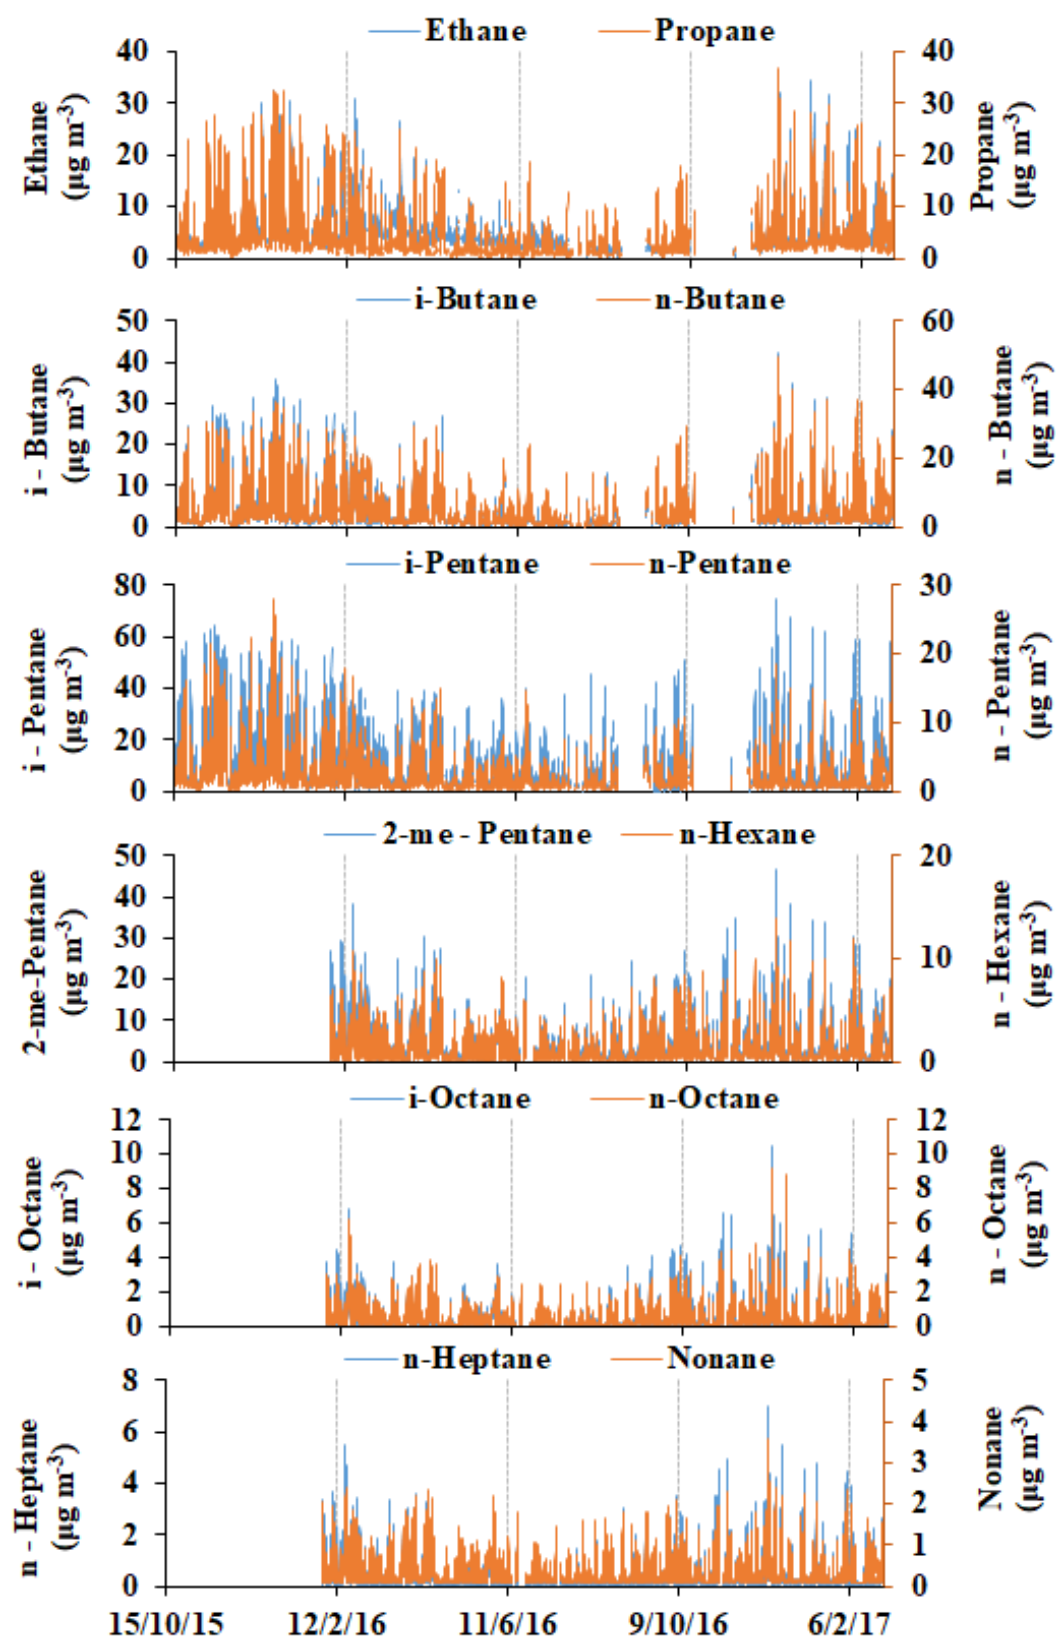 Ethane Propane
40 40
30 30
20 20
10 10
0 0
Ethane
(µg m-3)
Propane
(µg m-3)
i-Butane n-Butane
50 60
40
40
30
20
20
10
0 0
i - Butane
(µg m-3)
n - Butane
(µg m-3)
i-Pentane n-Pentane
80 30
60
20
40
10
20
0 0
i - Pentane
(µg m-3)
n - Pentane
(µg m-3)
2-me - Pentane n-Hexane
50 20
40
30
10
20
10
0 0
2-me-Pentane
(µg m-3)
n - Hexane
(µg m-3)
i-Octane n-Octane
12 12
10 10
8 8
6 6
4 4
2 2
0 0
i - Octane
(µg m-3)
n - Octane
(µg m-3)
n-Heptane Nonane
8 5
6 4
3
4
2
2
1
0 0
n - Heptane
(µg m-3)
Nonane
(µg m-3)
15/10/15 12/2/16 11/6/16 9/10/16 6/2/17